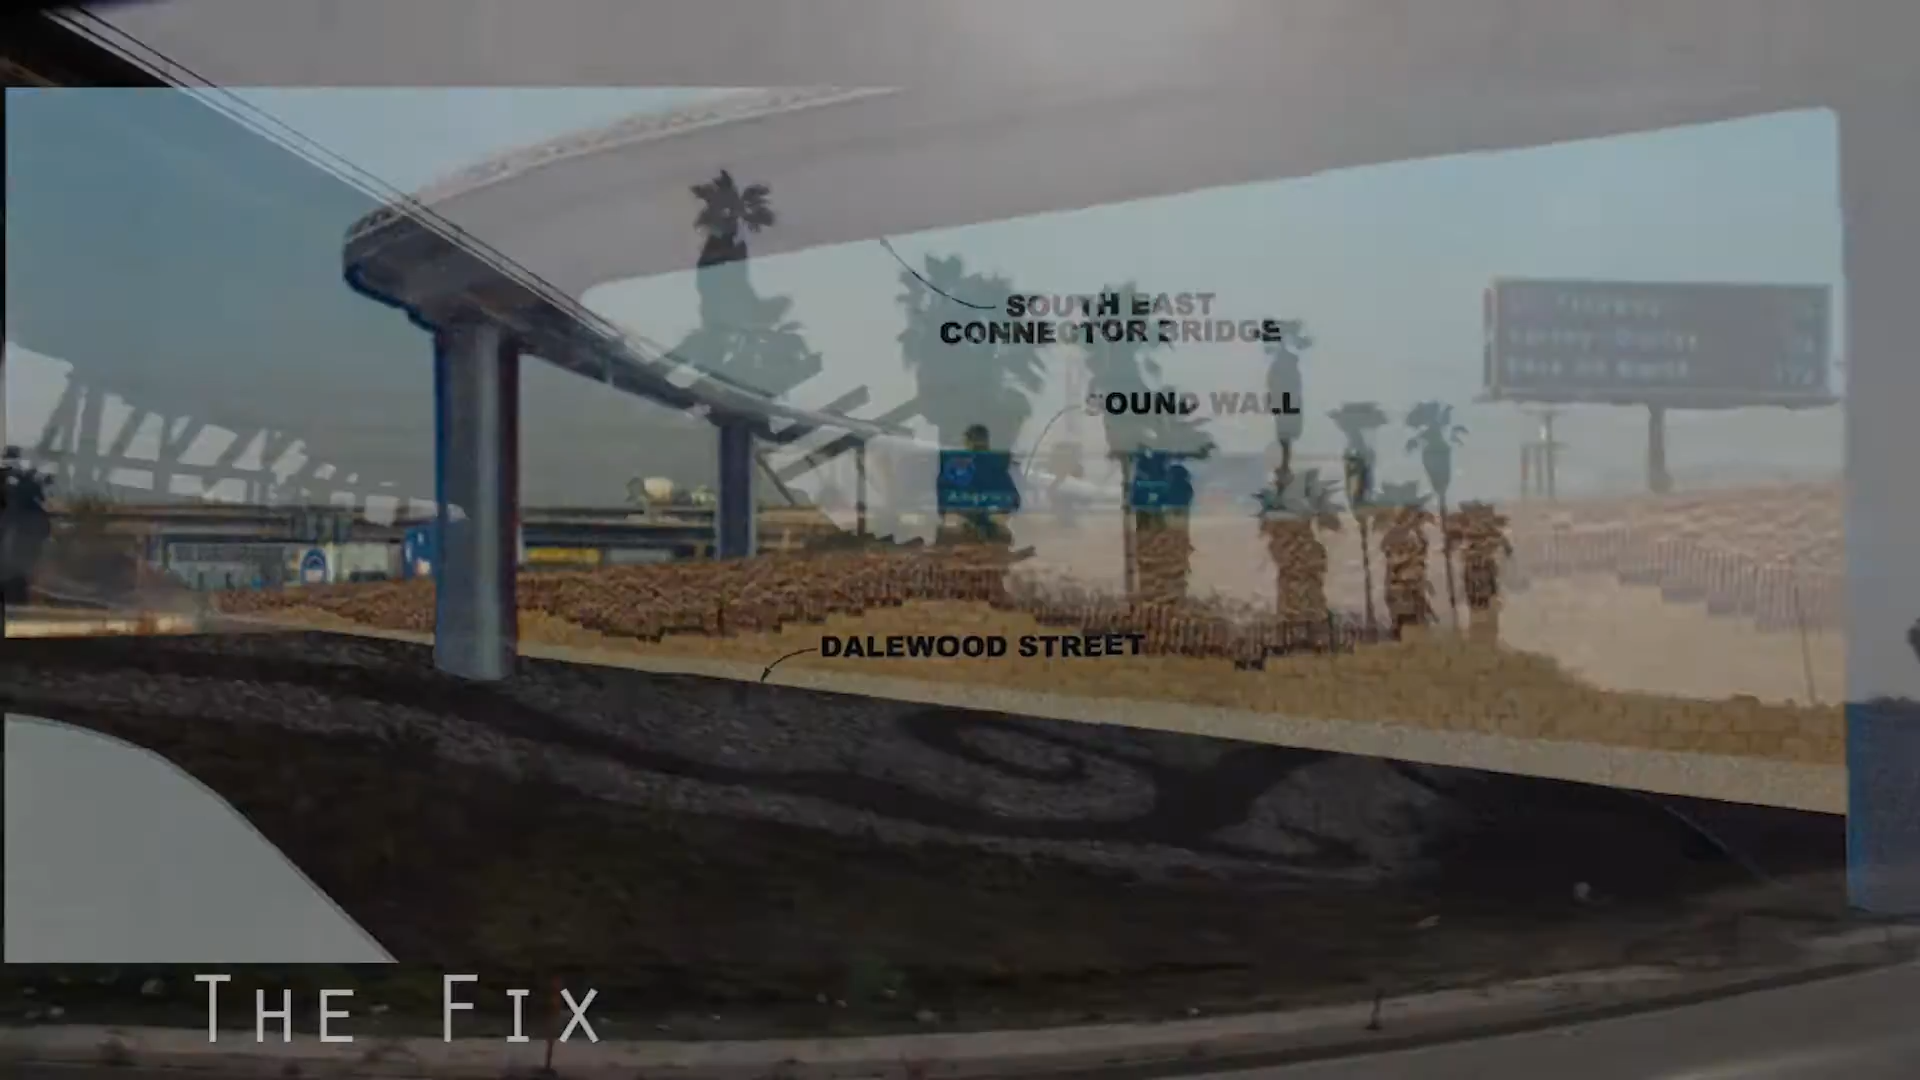 SOUTH EAST
CONNECTOR BRIDGE
SOUND WALL
DALEWOOD STREET
THE FIX